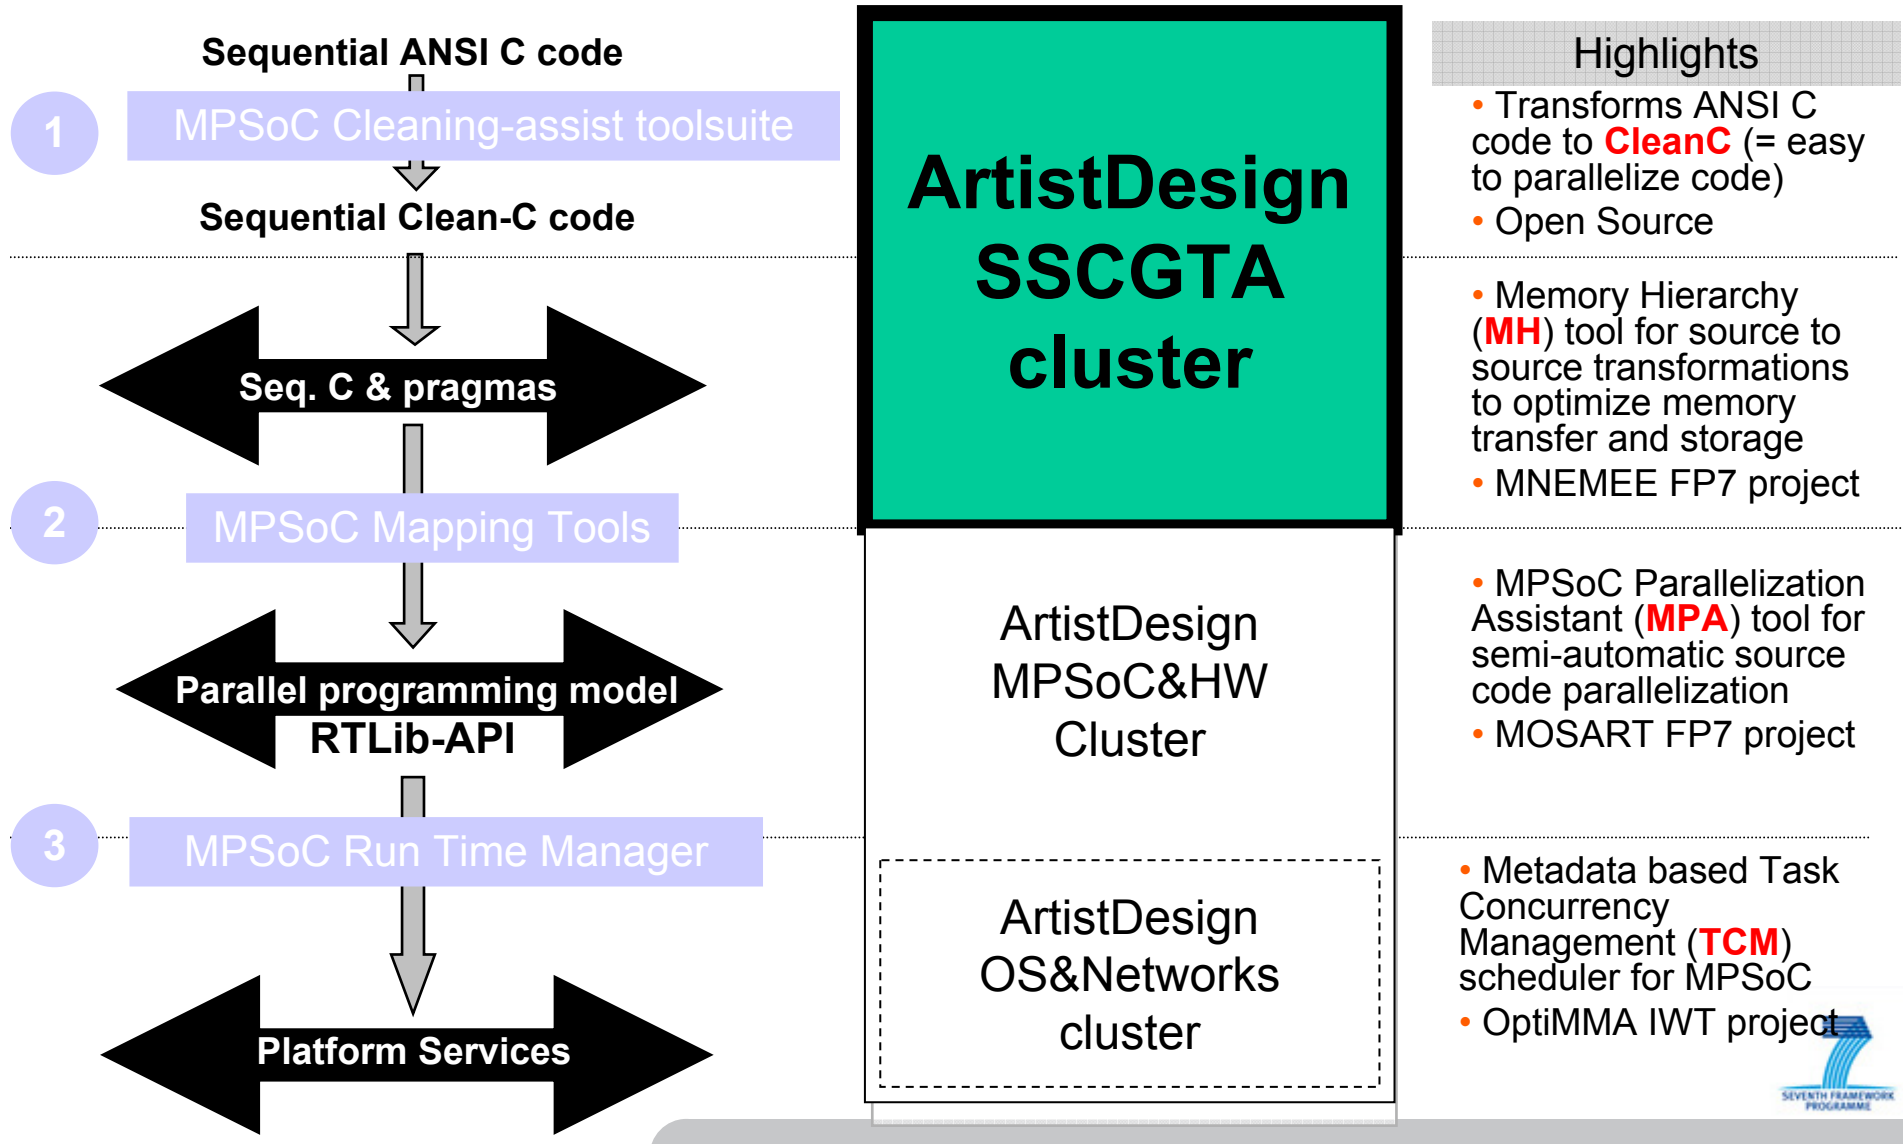 Sequential ANSI C code
1
MPSoC Cleaning-assist toolsuite
Sequential Clean-C code
Seq. C & pragmas
2
MPSoC Mapping Tools
Parallel programming model
RTLib-API
3
MPSoC Run Time Manager
Platform Services
ArtistDesign
SSCGTA
cluster
ArtistDesign
MPSoC&HW
Cluster
ArtistDesign
OS&Networks
cluster
Highlights
• Transforms ANSI C
code to CleanC (= easy
to parallelize code)
• Open Source
• Memory Hierarchy
(MH) tool for source to
source transformations
to optimize memory
transfer and storage
• MNEMEE FP7 project
• MPSoC Parallelization
Assistant (MPA) tool for
semi-automatic source
code parallelization
• MOSART FP7 project
• Metadata based Task
Concurrency
Management (TCM)
scheduler for MPSoC
• OptiMMA IWT project
SEVENTH FRAMEWORK
PROGRAMME